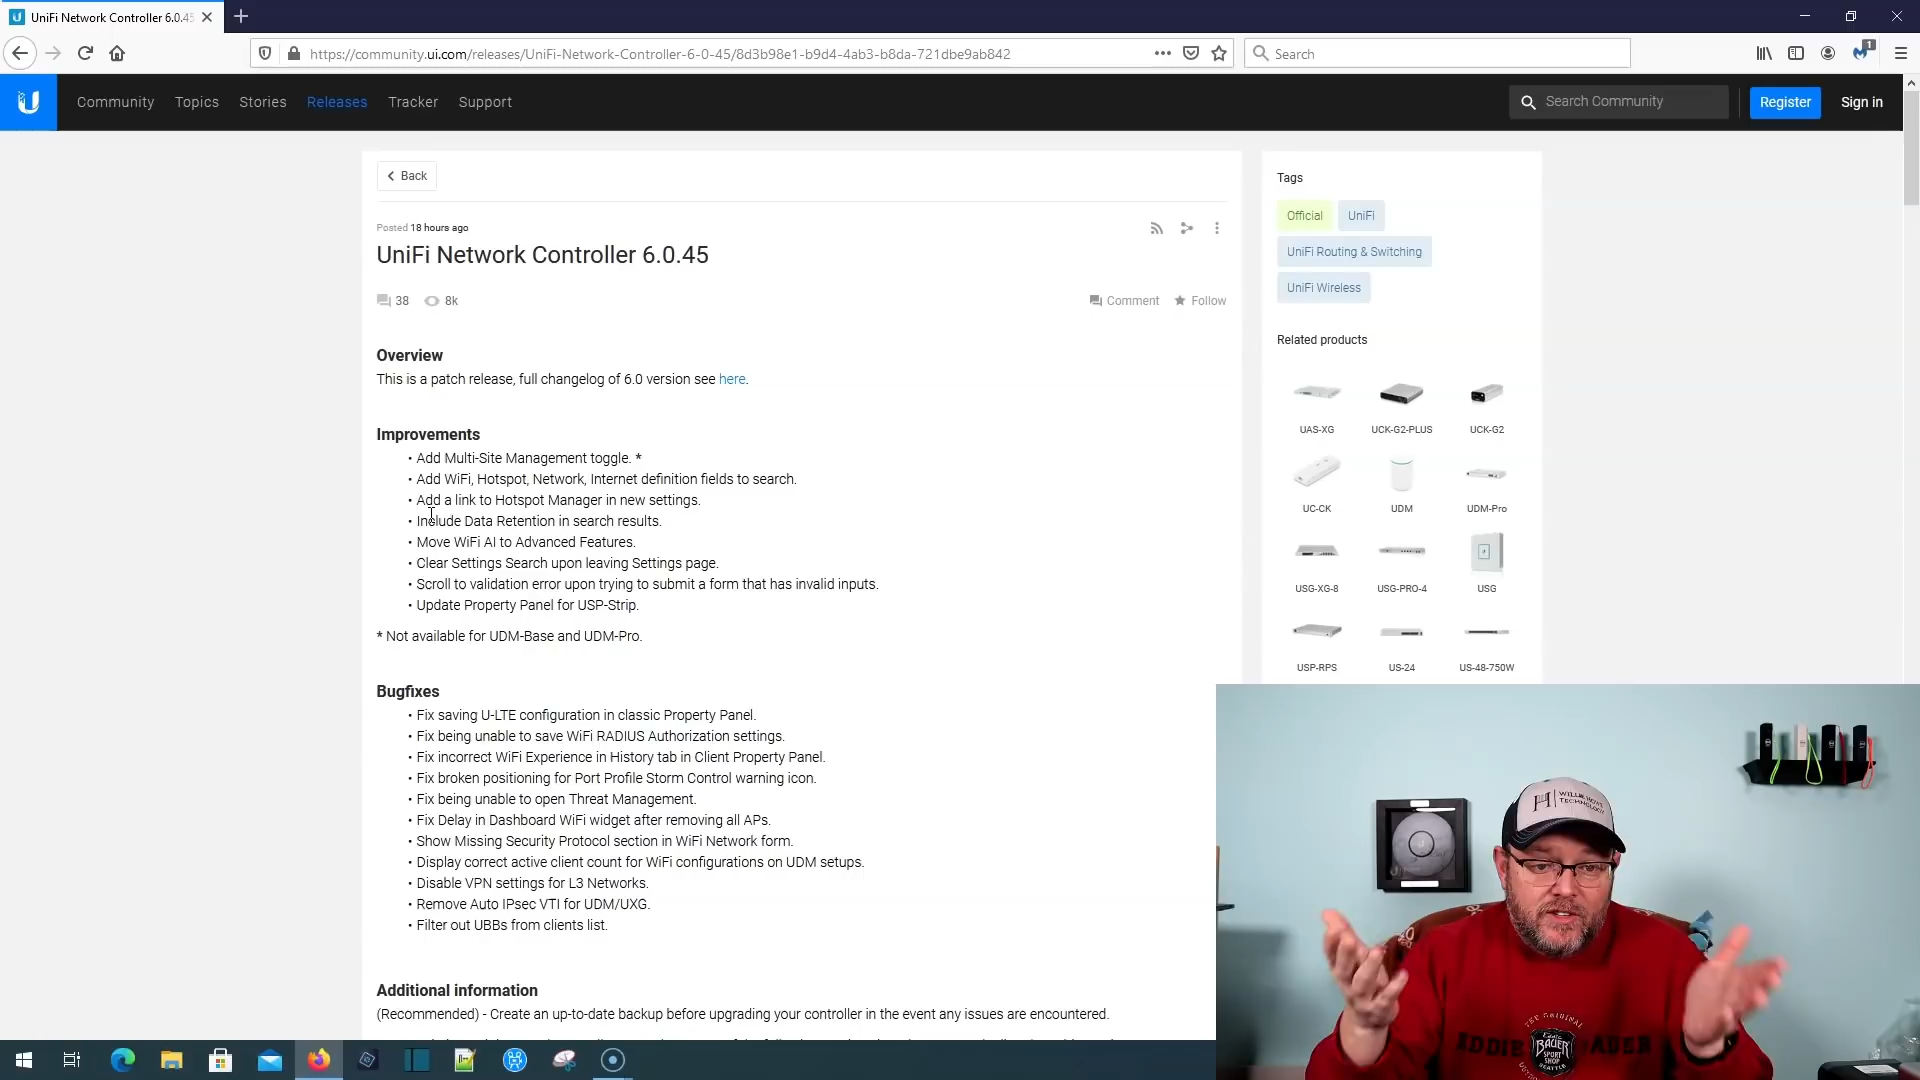 UniFi Network Controller 6.0.45
https://community.ui.com/releases/UniFi-Network-Controller-6-0-45/8d3b98e1-b9d4-4ab3-b8da-721dbe9ab842
Search
1
Community Topics Stories Releases Tracker Support
Search Community
Register
Sign in
Back
Posted 18 hours ago
UniFi Network Controller 6.0.45
38 8k
Comment Follow
Overview
This is a patch release, full changelog of 6.0 version see here.
Improvements
• Add Multi-Site Management toggle. *
• Add WiFi, Hotspot, Network, Internet definition fields to search.
• Add a link to Hotspot Manager in new settings.
• Include Data Retention in search results.
• Move WiFi AI to Advanced Features.
• Clear Settings Search upon leaving Settings page.
• Scroll to validation error upon trying to submit a form that has invalid inputs.
• Update Property Panel for USP-Strip.
* Not available for UDM-Base and UDM-Pro.
Bugfixes
• Fix saving U-LTE configuration in classic Property Panel.
• Fix being unable to save WiFi RADIUS Authorization settings.
• Fix incorrect WiFi Experience in History tab in Client Property Panel.
• Fix broken positioning for Port Profile Storm Control warning icon.
• Fix being unable to open Threat Management.
• Fix Delay in Dashboard WiFi widget after removing all APs.
• Show Missing Security Protocol section in WiFi Network form.
• Display correct active client count for WiFi configurations on UDM setups.
• Disable VPN settings for L3 Networks.
• Remove Auto IPsec VTI for UDM/UXG.
• Filter out UBBs from clients list.
Additional information
(Recommended) - Create an up-to-date backup before upgrading your controller in the event any issues are encountered.
Tags
Official
UniFi
UniFi Routing & Switching
UniFi Wireless
Related products
UAS-XG UCK-G2-PLUS UCK-G2
UC-CK UDM UDM-Pro
USG-XG-8 USG-PRO-4 USG
USP-RPS US-24 US-48-750W
WILLIE HOWE
TECHNOLOGY
THE ORIGINAL
EDDIE BAUER
Eddie
BAUER
SPORT
SHOP
SEATTLE